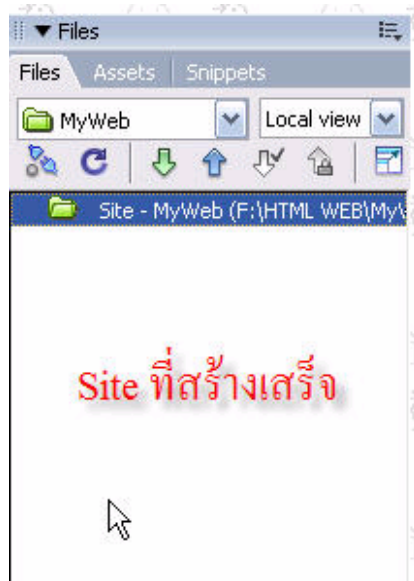 Files
Files Assets Snippets
MyWeb Local view
Site - MyWeb (F:\HTML WEB\My\
Site ที่สร้างเสร็จ